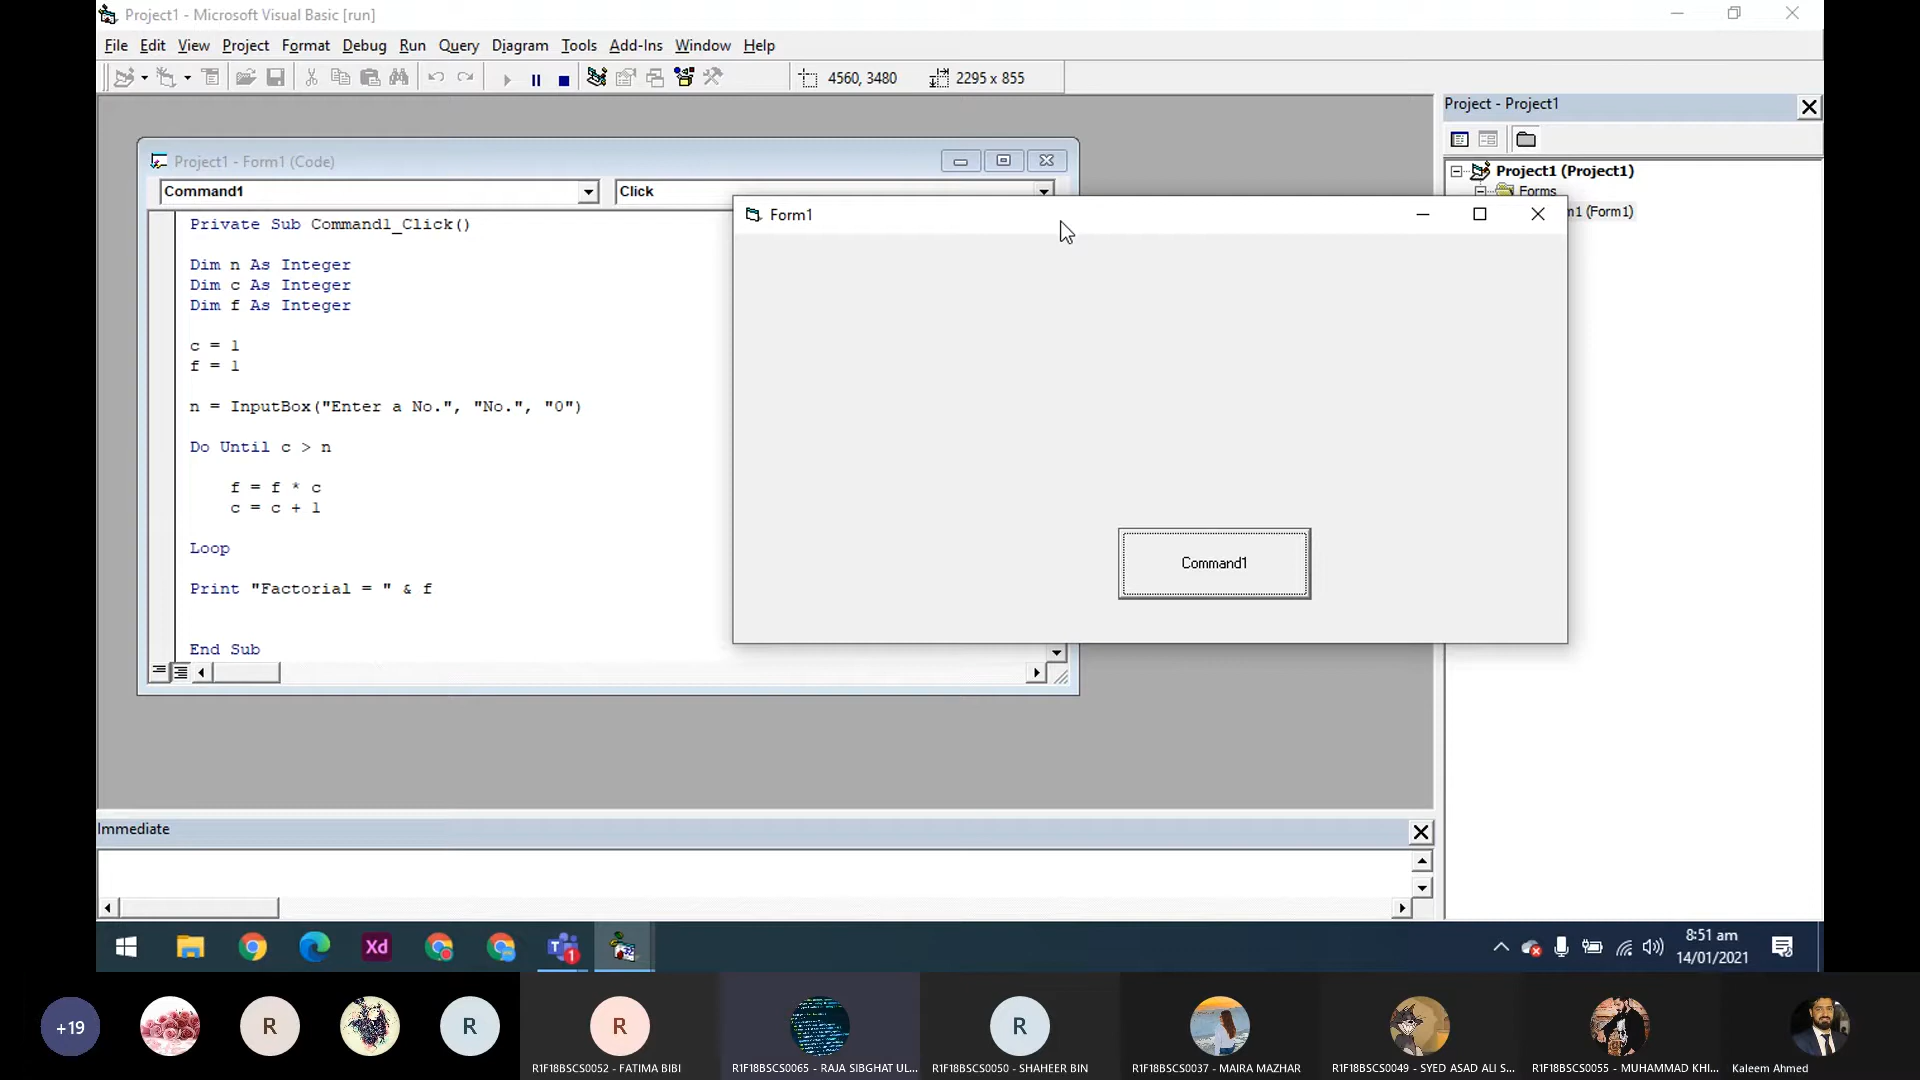 Project1 - Microsoft Visual Basic [run]
File Edit View Project Format Debug Run Query Diagram Tools Add-Ins Window Help
4560, 3480 2295 x 855
Project - Project1
Project1 (Project1)
Forms
m1 (Form1)
Project1 - Form1 (Code)
Command1 Click
Private Sub Command1_Click()
Dim n As Integer
Dim c As Integer
Dim f As Integer
c = 1
f = 1
n = InputBox("Enter a No.", "No.", "0")
Do Until c > n
f = f * c
c = c + 1
Loop
Print "Factorial = " & f
End Sub
Form1
Command1
Immediate
Xd
T
1
8:51 am
14/01/2021
+19
R
R
R
R
R1F18BSCS0052 - FATIMA BIBI
R1F18BSCS0065 - RAJA SIBGHAT UL...
R1F18BSCS0050 - SHAHEER BIN
R1F18BSCS0037 - MAIRA MAZHAR
R1F18BSCS0049 - SYED ASAD ALI S...
R1F18BSCS0055 - MUHAMMAD KHI...
Kaleem Ahmed